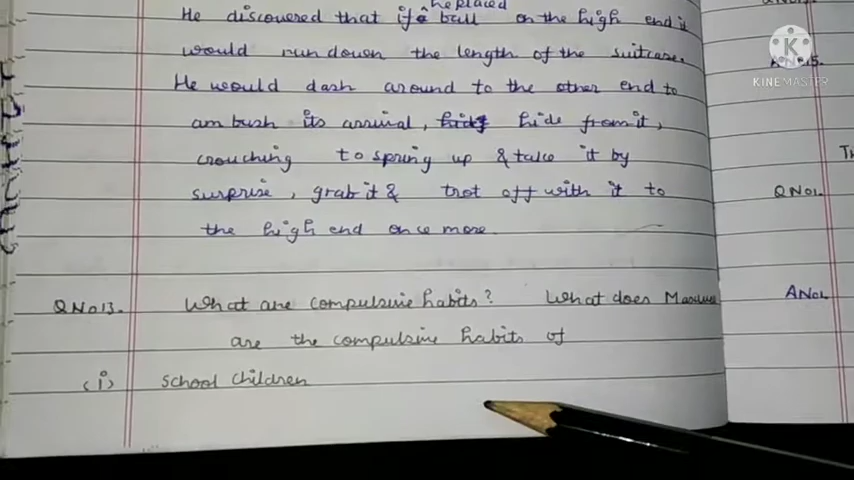 he placed
He discovered that if a ball on the high end it
would run down the length of the suitcase.
He would dash around to the other end to
ambush its arrival, hide from it,
crouching to spring up & take it by
surprise, grab it & trot off with it to
the high end once more.
QNo13. What are compulsive habits? What does Maxwell
are the compulsive habits of
(i) School children
QNo1.
ANo1.
K
KINEMASTER